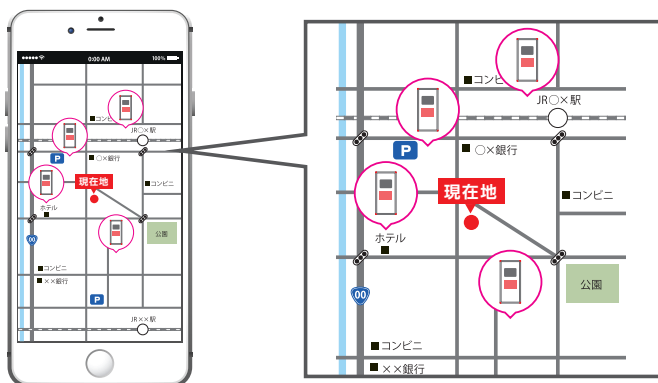 0:00 AM
100%
コンビニ
JR○×駅
P
○×銀行
現在地
コンビニ
ホテル
公園
00
コンビニ
××銀行
P
JR××駅
コンビニ
JR○×駅
P
○×銀行
現在地
コンビニ
ホテル
00
公園
コンビニ
××銀行